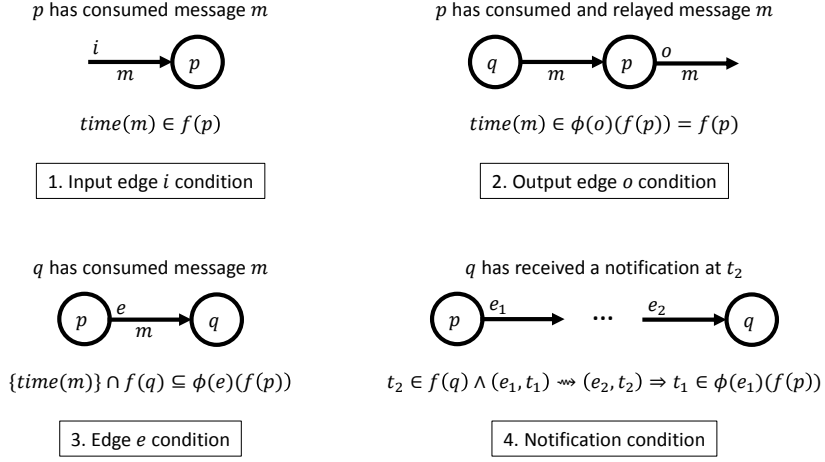 p has consumed message m
i
m
p
time(m) ∈ f(p)
1. Input edge i condition
p has consumed and relayed message m
q
m
p
o
m
time(m) ∈ ϕ(o)(f(p)) = f(p)
2. Output edge o condition
q has consumed message m
p
e
m
q
{time(m)} ∩ f(q) ⊆ ϕ(e)(f(p))
3. Edge e condition
q has received a notification at t₂
p
e₁
...
e₂
q
t₂ ∈ f(q) ∧ (e₁, t₁) ⇝ (e₂, t₂) ⇒ t₁ ∈ ϕ(e₁)(f(p))
4. Notification condition